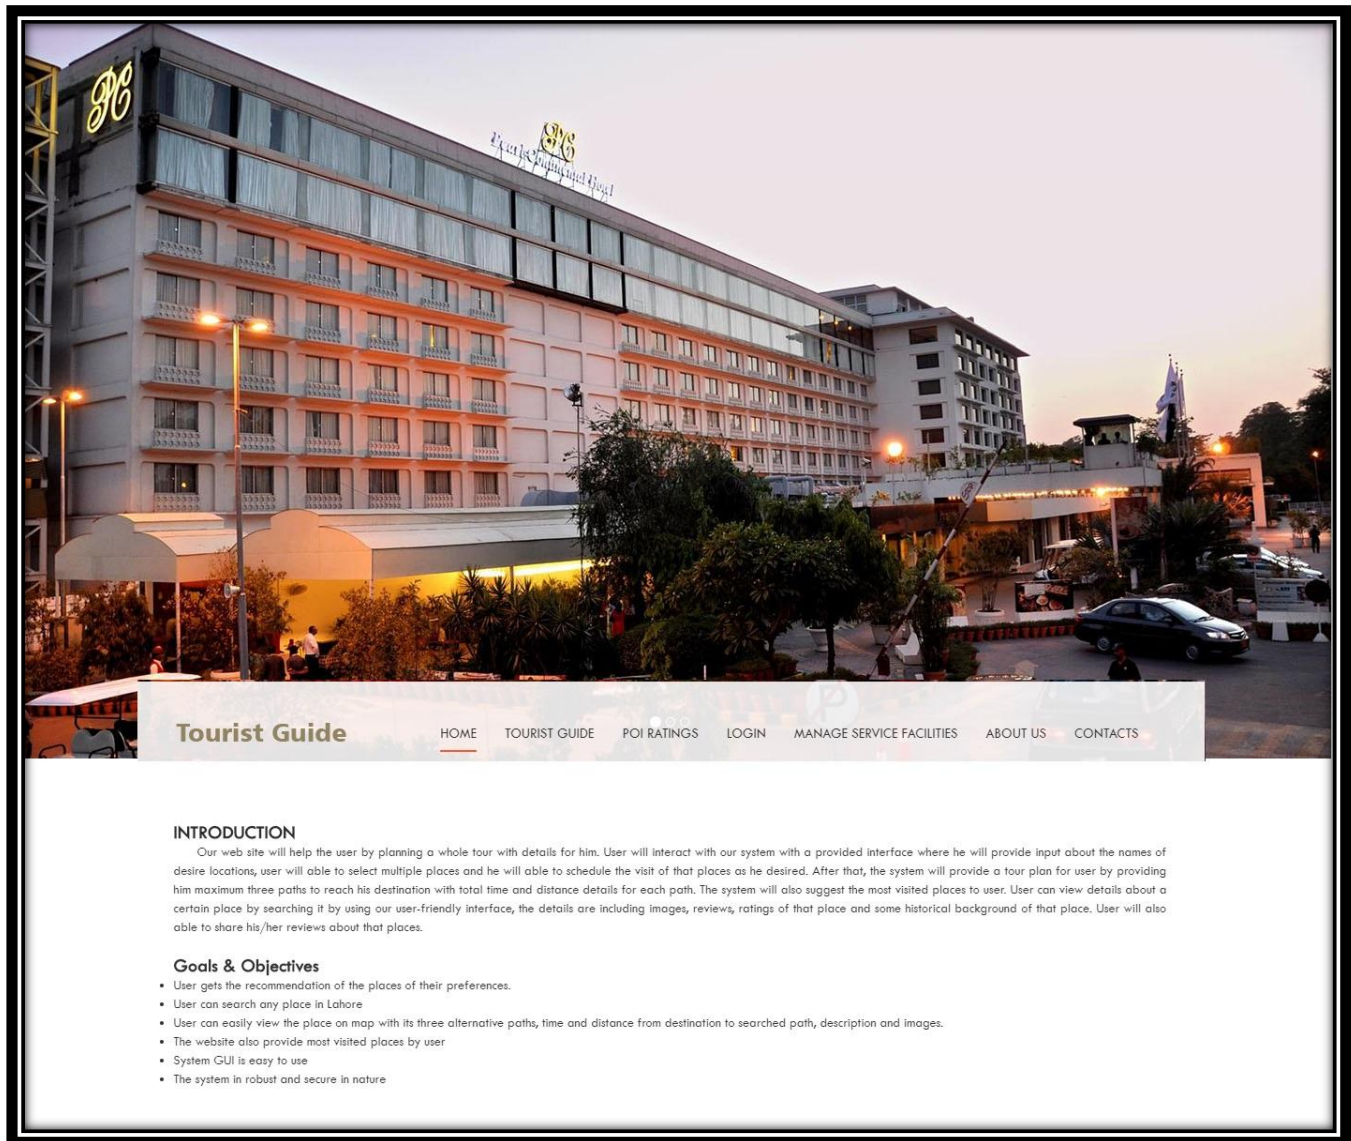 PC
PC
Pearl-Continental Hotel
Tourist Guide HOME TOURIST GUIDE POI RATINGS LOGIN MANAGE SERVICE FACILITIES ABOUT US CONTACTS
INTRODUCTION
Our web site will help the user by planning a whole tour with details for him. User will interact with our system with a provided interface where he will provide input about the names of
desire locations, user will able to select multiple places and he will able to schedule the visit of that places as he desired. After that, the system will provide a tour plan for user by providing
him maximum three paths to reach his destination with total time and distance details for each path. The system will also suggest the most visited places to user. User can view details about a
certain place by searching it by using our user-friendly interface, the details are including images, reviews, ratings of that place and some historical background of that place. User will also
able to share his/her reviews about that places.
Goals & Objectives
• User gets the recommendation of the places of their preferences.
• User can search any place in Lahore
• User can easily view the place on map with its three alternative paths, time and distance from destination to searched path, description and images.
• The website also provide most visited places by user
• System GUI is easy to use
• The system in robust and secure in nature